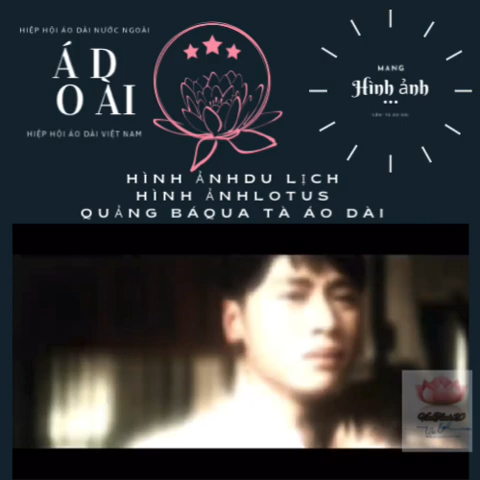 HIỆP HỘI ÁO DÀI NƯỚC NGOÀI
Á D
O ÀI
HIỆP HỘI ÁO DÀI VIỆT NAM
MANG
Hình ảnh
HÌNH ẢNHDU LỊCH
HÌNH ẢNHLOTUS
QUẢNG BÁQUA TÀ ÁO DÀI